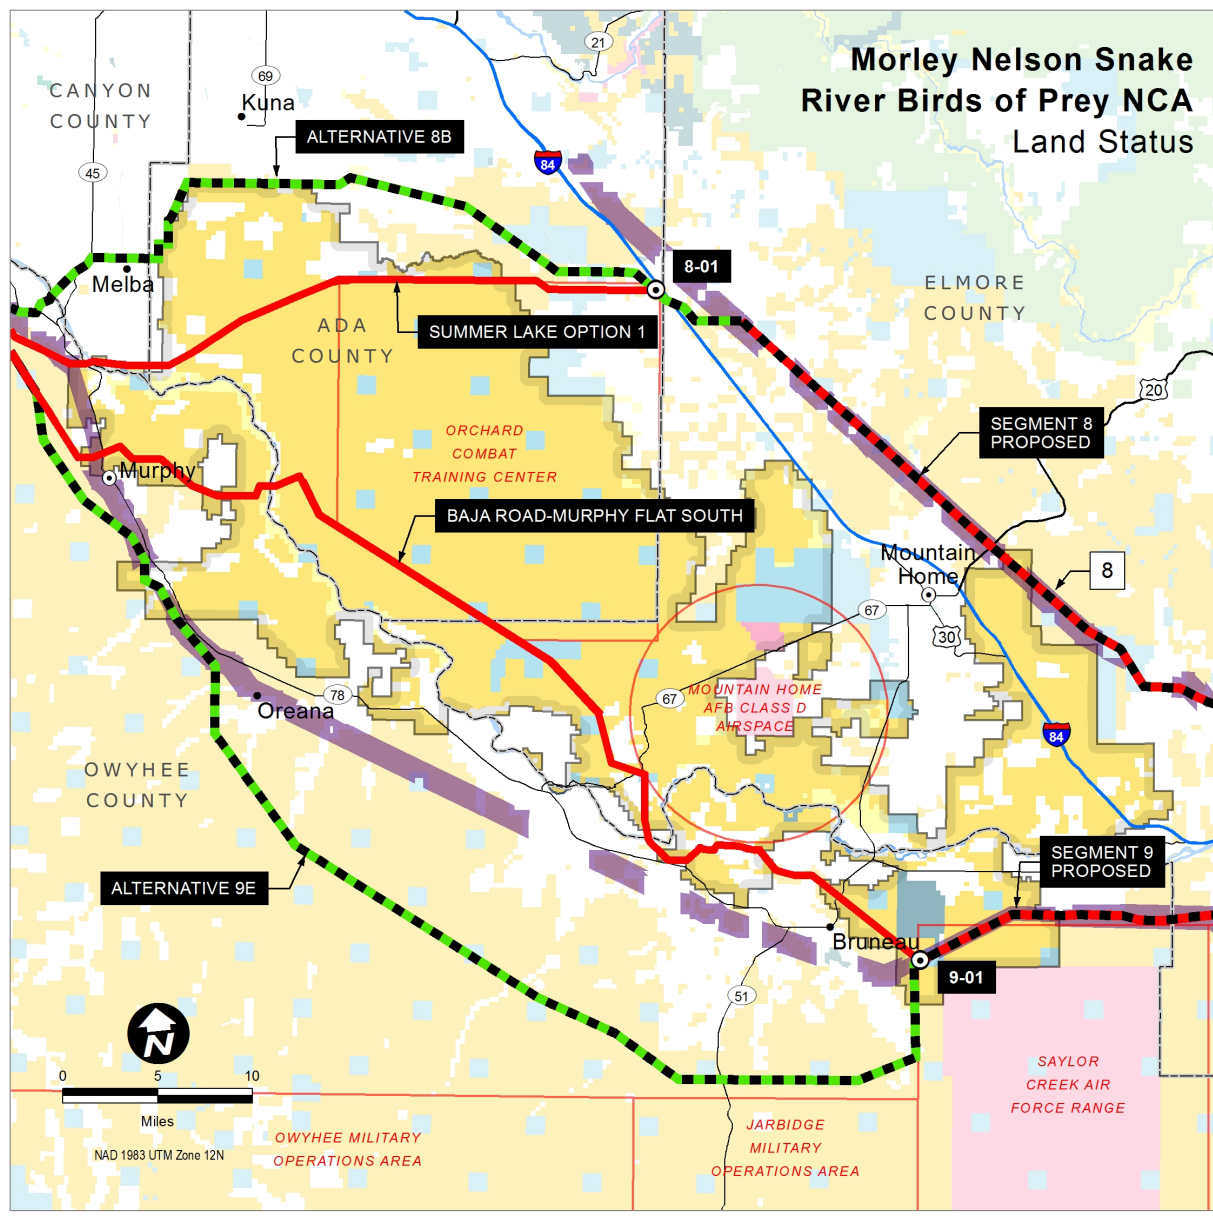 Morley Nelson Snake
River Birds of Prey NCA
Land Status
21
69
CANYON
COUNTY
Kuna
ALTERNATIVE 8B
84
45
8-01
Melba
ELMORE
COUNTY
ADA
COUNTY
SUMMER LAKE OPTION 1
20
SEGMENT 8
PROPOSED
ORCHARD
COMBAT
TRAINING CENTER
Murphy
BAJA ROAD-MURPHY FLAT SOUTH
Mountain
Home
8
67
30
67
MOUNTAIN HOME
AFB CLASS D
AIRSPACE
78
Oreana
84
OWYHEE
COUNTY
SEGMENT 9
PROPOSED
ALTERNATIVE 9E
Bruneau
9-01
51
N
0 5 10
Miles
NAD 1983 UTM Zone 12N
SAYLOR
CREEK AIR
FORCE RANGE
OWYHEE MILITARY
OPERATIONS AREA
JARBIDGE
MILITARY
OPERATIONS AREA